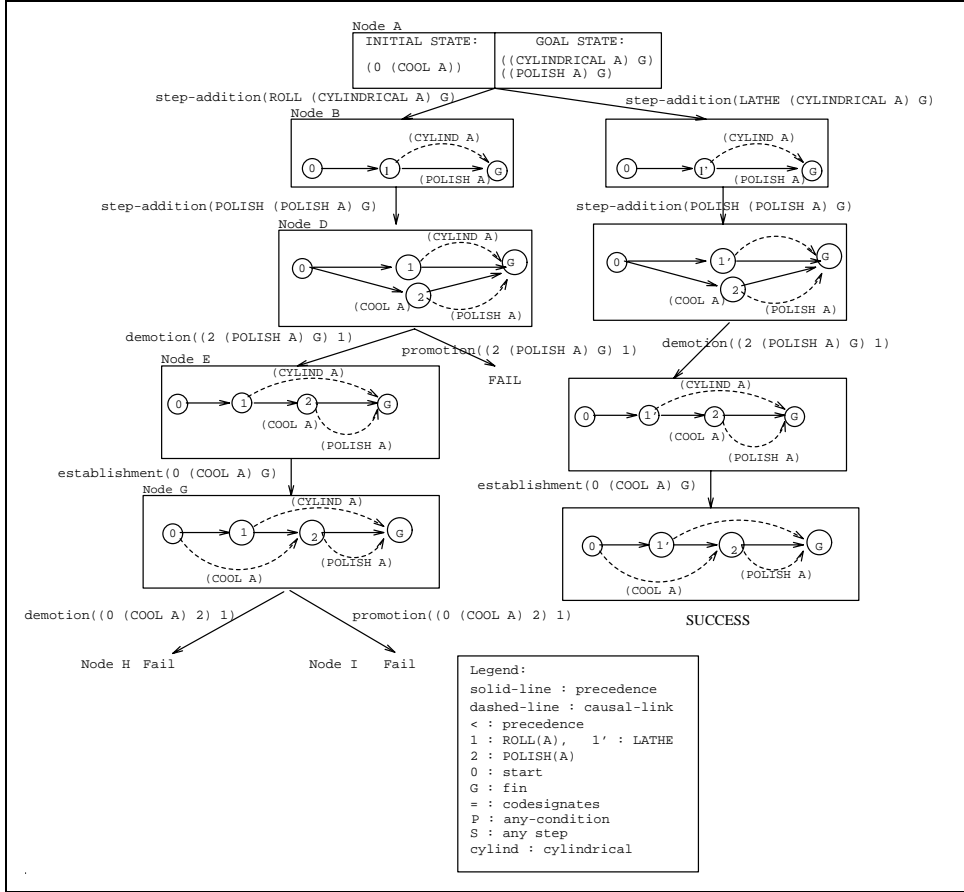 Node A
INITIAL STATE:
(0 (COOL A))
GOAL STATE:
((CYLINDRICAL A) G)
((POLISH A) G)
step-addition(ROLL (CYLINDRICAL A) G)
step-addition(LATHE (CYLINDRICAL A) G)
Node B
(CYLIND A)
0
1
G
(POLISH A)
(CYLIND A)
0
1'
G
(POLISH A)
step-addition(POLISH (POLISH A) G)
step-addition(POLISH (POLISH A) G)
Node D
(CYLIND A)
0
1
G
2
(COOL A)
(POLISH A)
0
1'
G
2
(COOL A)
(POLISH A)
demotion((2 (POLISH A) G) 1)
promotion((2 (POLISH A) G) 1)
demotion((2 (POLISH A) G) 1)
FAIL
Node E
(CYLIND A)
0
1
2
G
(COOL A)
(POLISH A)
(CYLIND A)
0
1'
2
G
(COOL A)
(POLISH A)
establishment(0 (COOL A) G)
establishment(0 (COOL A) G)
Node G
(CYLIND A)
0
1
2
G
(POLISH A)
(COOL A)
0
1'
2
G
(POLISH A)
(COOL A)
SUCCESS
demotion((0 (COOL A) 2) 1)
promotion((0 (COOL A) 2) 1)
Node H Fail
Node I Fail
Legend:
solid-line : precedence
dashed-line : causal-link
< : precedence
1 : ROLL(A), 1' : LATHE
2 : POLISH(A)
0 : start
G : fin
= : codesignates
P : any-condition
S : any step
cylind : cylindrical